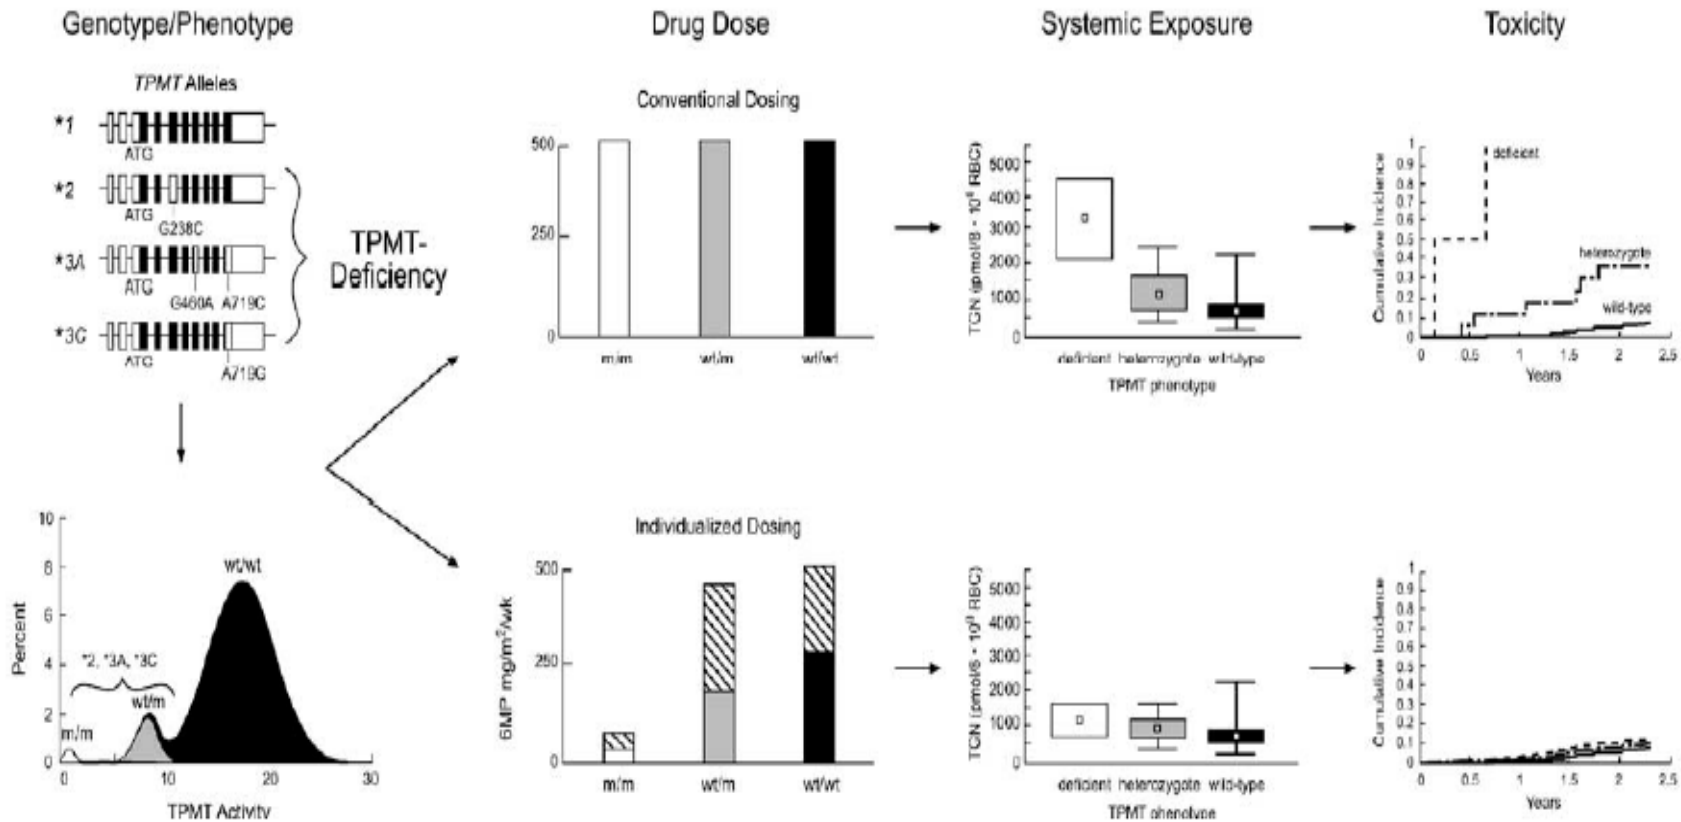 Genotype/Phenotype
Drug Dose
Systemic Exposure
Toxicity
TPMT Alleles
*1
ATG
*2
ATG
G238C
*3A
ATG
G460A A719C
*3C
ATG
A719G
TPMT-
Deficiency
Conventional Dosing
500
250
0
m/m wt/m wt/wt
TGN (pmol/8 - 10⁸ RBC)
5000
4000
3000
2000
1000
0
deficient heterozygote wild-type
TPMT phenotype
Cumulative Incidence
1
0.9
0.8
0.7
0.6
0.5
0.4
0.3
0.2
0.1
0
deficient
heterozygote
wild-type
0 0.5 1 1.5 2 2.5
Years
Percent
10
8
6
4
2
0
wt/wt
*2, *3A, *3C
wt/m
m/m
0 10 20 30
TPMT Activity
Individualized Dosing
6MP mg/m²/wk
500
250
0
m/m wt/m wt/wt
5000
4000
3000
2000
1000
0
deficient heterozygote wild-type
TPMT phenotype
Cumulative Incidence
1
0.9
0.8
0.7
0.6
0.5
0.4
0.3
0.2
0.1
0
0 0.5 1 1.5 2 2.5
Years